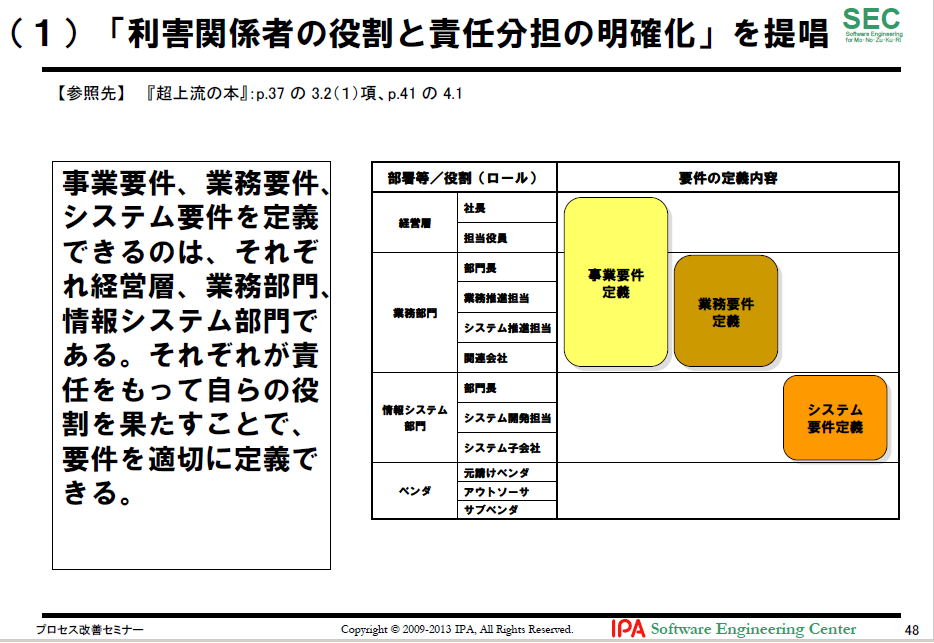 （１）「利害関係者の役割と責任分担の明確化」を提唱
SEC
Software Engineering
for Mo・No・Zu・Ku・Ri
【参照先】 『超上流の本』：p.37 の 3.2（１）項、p.41 の 4.1
事業要件、業務要件、
システム要件を定義
できるのは、それぞ
れ経営層、業務部門、
情報システム部門で
ある。それぞれが責
任をもって自らの役
割を果たすことで、
要件を適切に定義で
きる。
部署等／役割（ロール）
要件の定義内容
経営層
社長
担当役員
業務部門
部門長
業務推進担当
システム推進担当
関連会社
情報システム
部門
部門長
システム開発担当
システム子会社
ベンダ
元請けベンダ
アウトソーサ
サブベンダ
事業要件
定義
業務要件
定義
システム
要件定義
プロセス改善セミナー
Copyright © 2009-2013 IPA, All Rights Reserved.
IPA Software Engineering Center
48